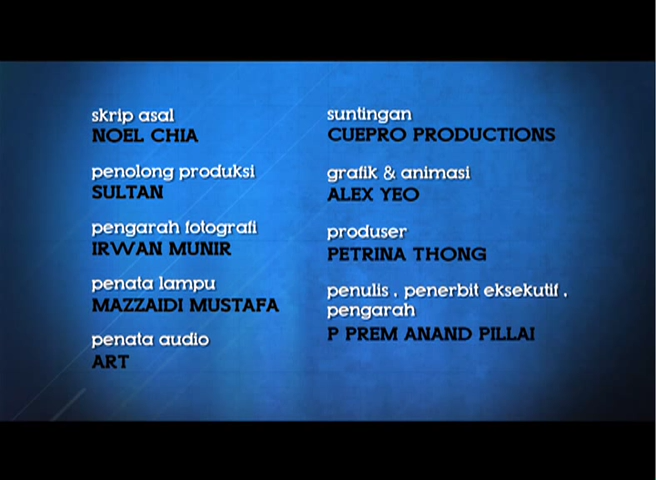 skrip asal
NOEL CHIA
penolong produksi
SULTAN
pengarah fotografi
IRWAN MUNIR
penata lampu
MAZZAIDI MUSTAFA
penata audio
ART
suntingan
CUEPRO PRODUCTIONS
grafik & animasi
ALEX YEO
produser
PETRINA THONG
penulis , penerbit eksekutif ,
pengarah
P PREM ANAND PILLAI